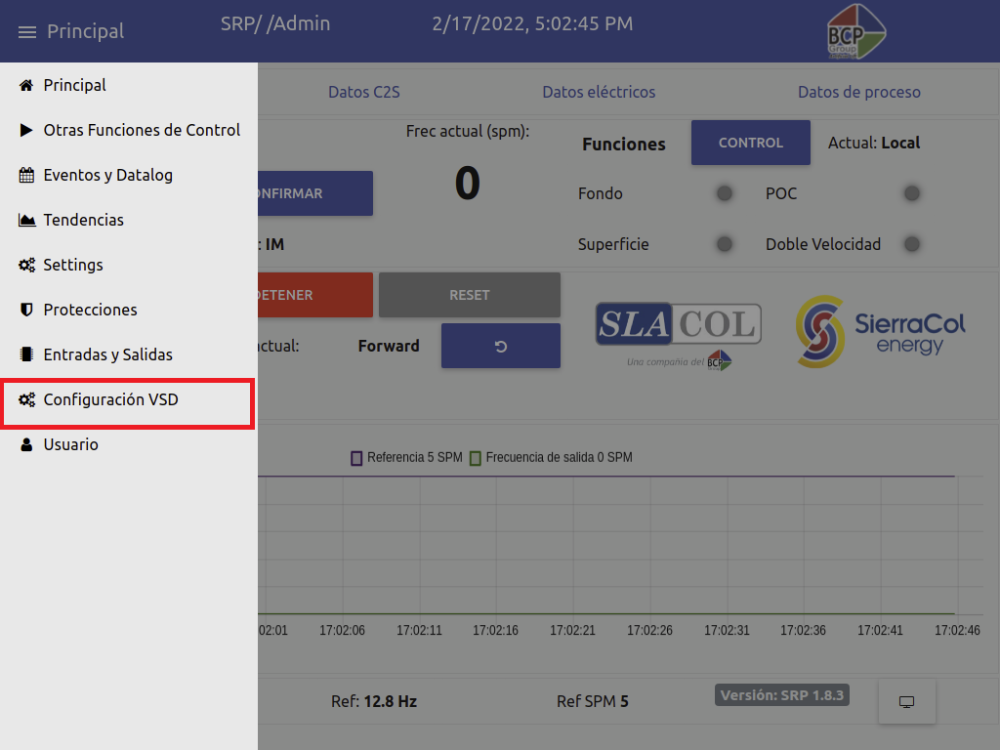 Principal
SRP/ /Admin
2/17/2022, 5:02:45 PM
BCP
Group
Principal
Otras Funciones de Control
Eventos y Datalog
Tendencias
Settings
Protecciones
Entradas y Salidas
Configuración VSD
Usuario
Datos C2S
Datos eléctricos
Datos de proceso
Frec actual (spm):
0
ONFIRMAR
: IM
Funciones
CONTROL
Actual: Local
Fondo
POC
Superficie
Doble Velocidad
DETENER
RESET
ctual:
Forward
SLACOL
Una compañía del BCP
SierraCol
energy
Referencia 5 SPM
Frecuencia de salida 0 SPM
02:01
17:02:06
17:02:11
17:02:16
17:02:21
17:02:26
17:02:31
17:02:36
17:02:41
17:02:46
Ref: 12.8 Hz
Ref SPM 5
Versión: SRP 1.8.3